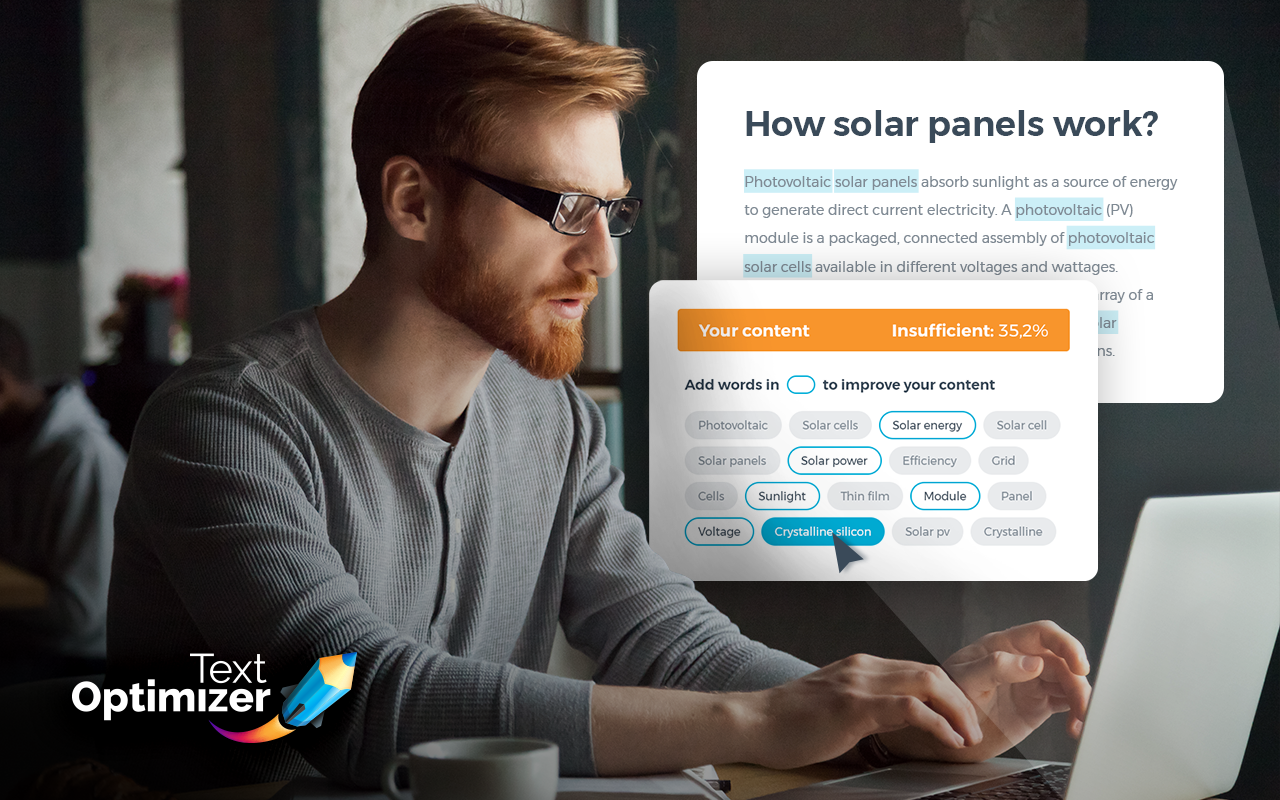 How solar panels work?
Photovoltaic solar panels absorb sunlight as a source of energy
to generate direct current electricity. A photovoltaic (PV)
module is a packaged, connected assembly of photovoltaic
solar cells available in different voltages and wattages.
rray of a
lar
ns.
Your content Insufficient: 35,2%
Add words in to improve your content
Photovoltaic Solar cells Solar energy Solar cell
Solar panels Solar power Efficiency Grid
Cells Sunlight Thin film Module Panel
Voltage Crystalline silicon Solar pv Crystalline
Text
Optimizer